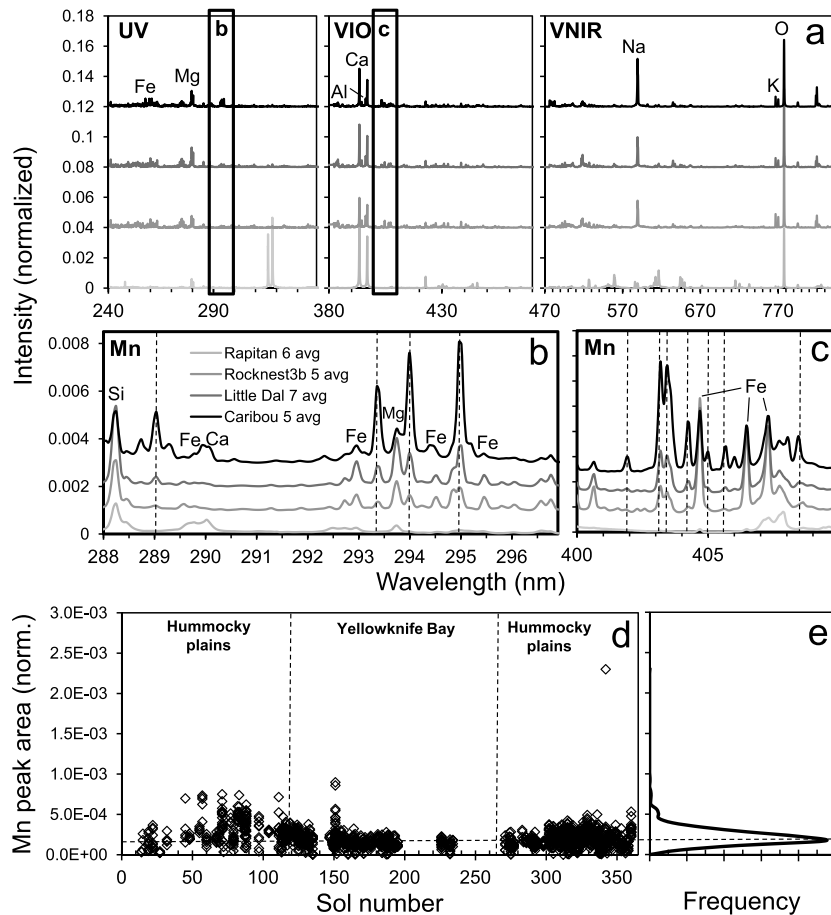 UV b VIO c VNIR a
0.18
0.16
0.14
0.12
0.1
0.08
0.06
0.04
0.02
0
Fe Mg Ca Al Na K O
240 290 380 430 470 570 670 770
Intensity (normalized)
Mn b
0.008
0.006
0.004
0.002
0
Rapitan 6 avg
Rocknest3b 5 avg
Little Dal 7 avg
Caribou 5 avg
Si Fe Ca Fe Mg Fe Fe
288 289 290 291 292 293 294 295 296
Mn c
Fe
400 405
Wavelength (nm)
Mn peak area (norm.)
3.0E-03
2.5E-03
2.0E-03
1.5E-03
1.0E-03
5.0E-04
0.0E+00
Hummocky plains
Yellowknife Bay
Hummocky plains
d
0 50 100 150 200 250 300 350
Sol number
e
Frequency